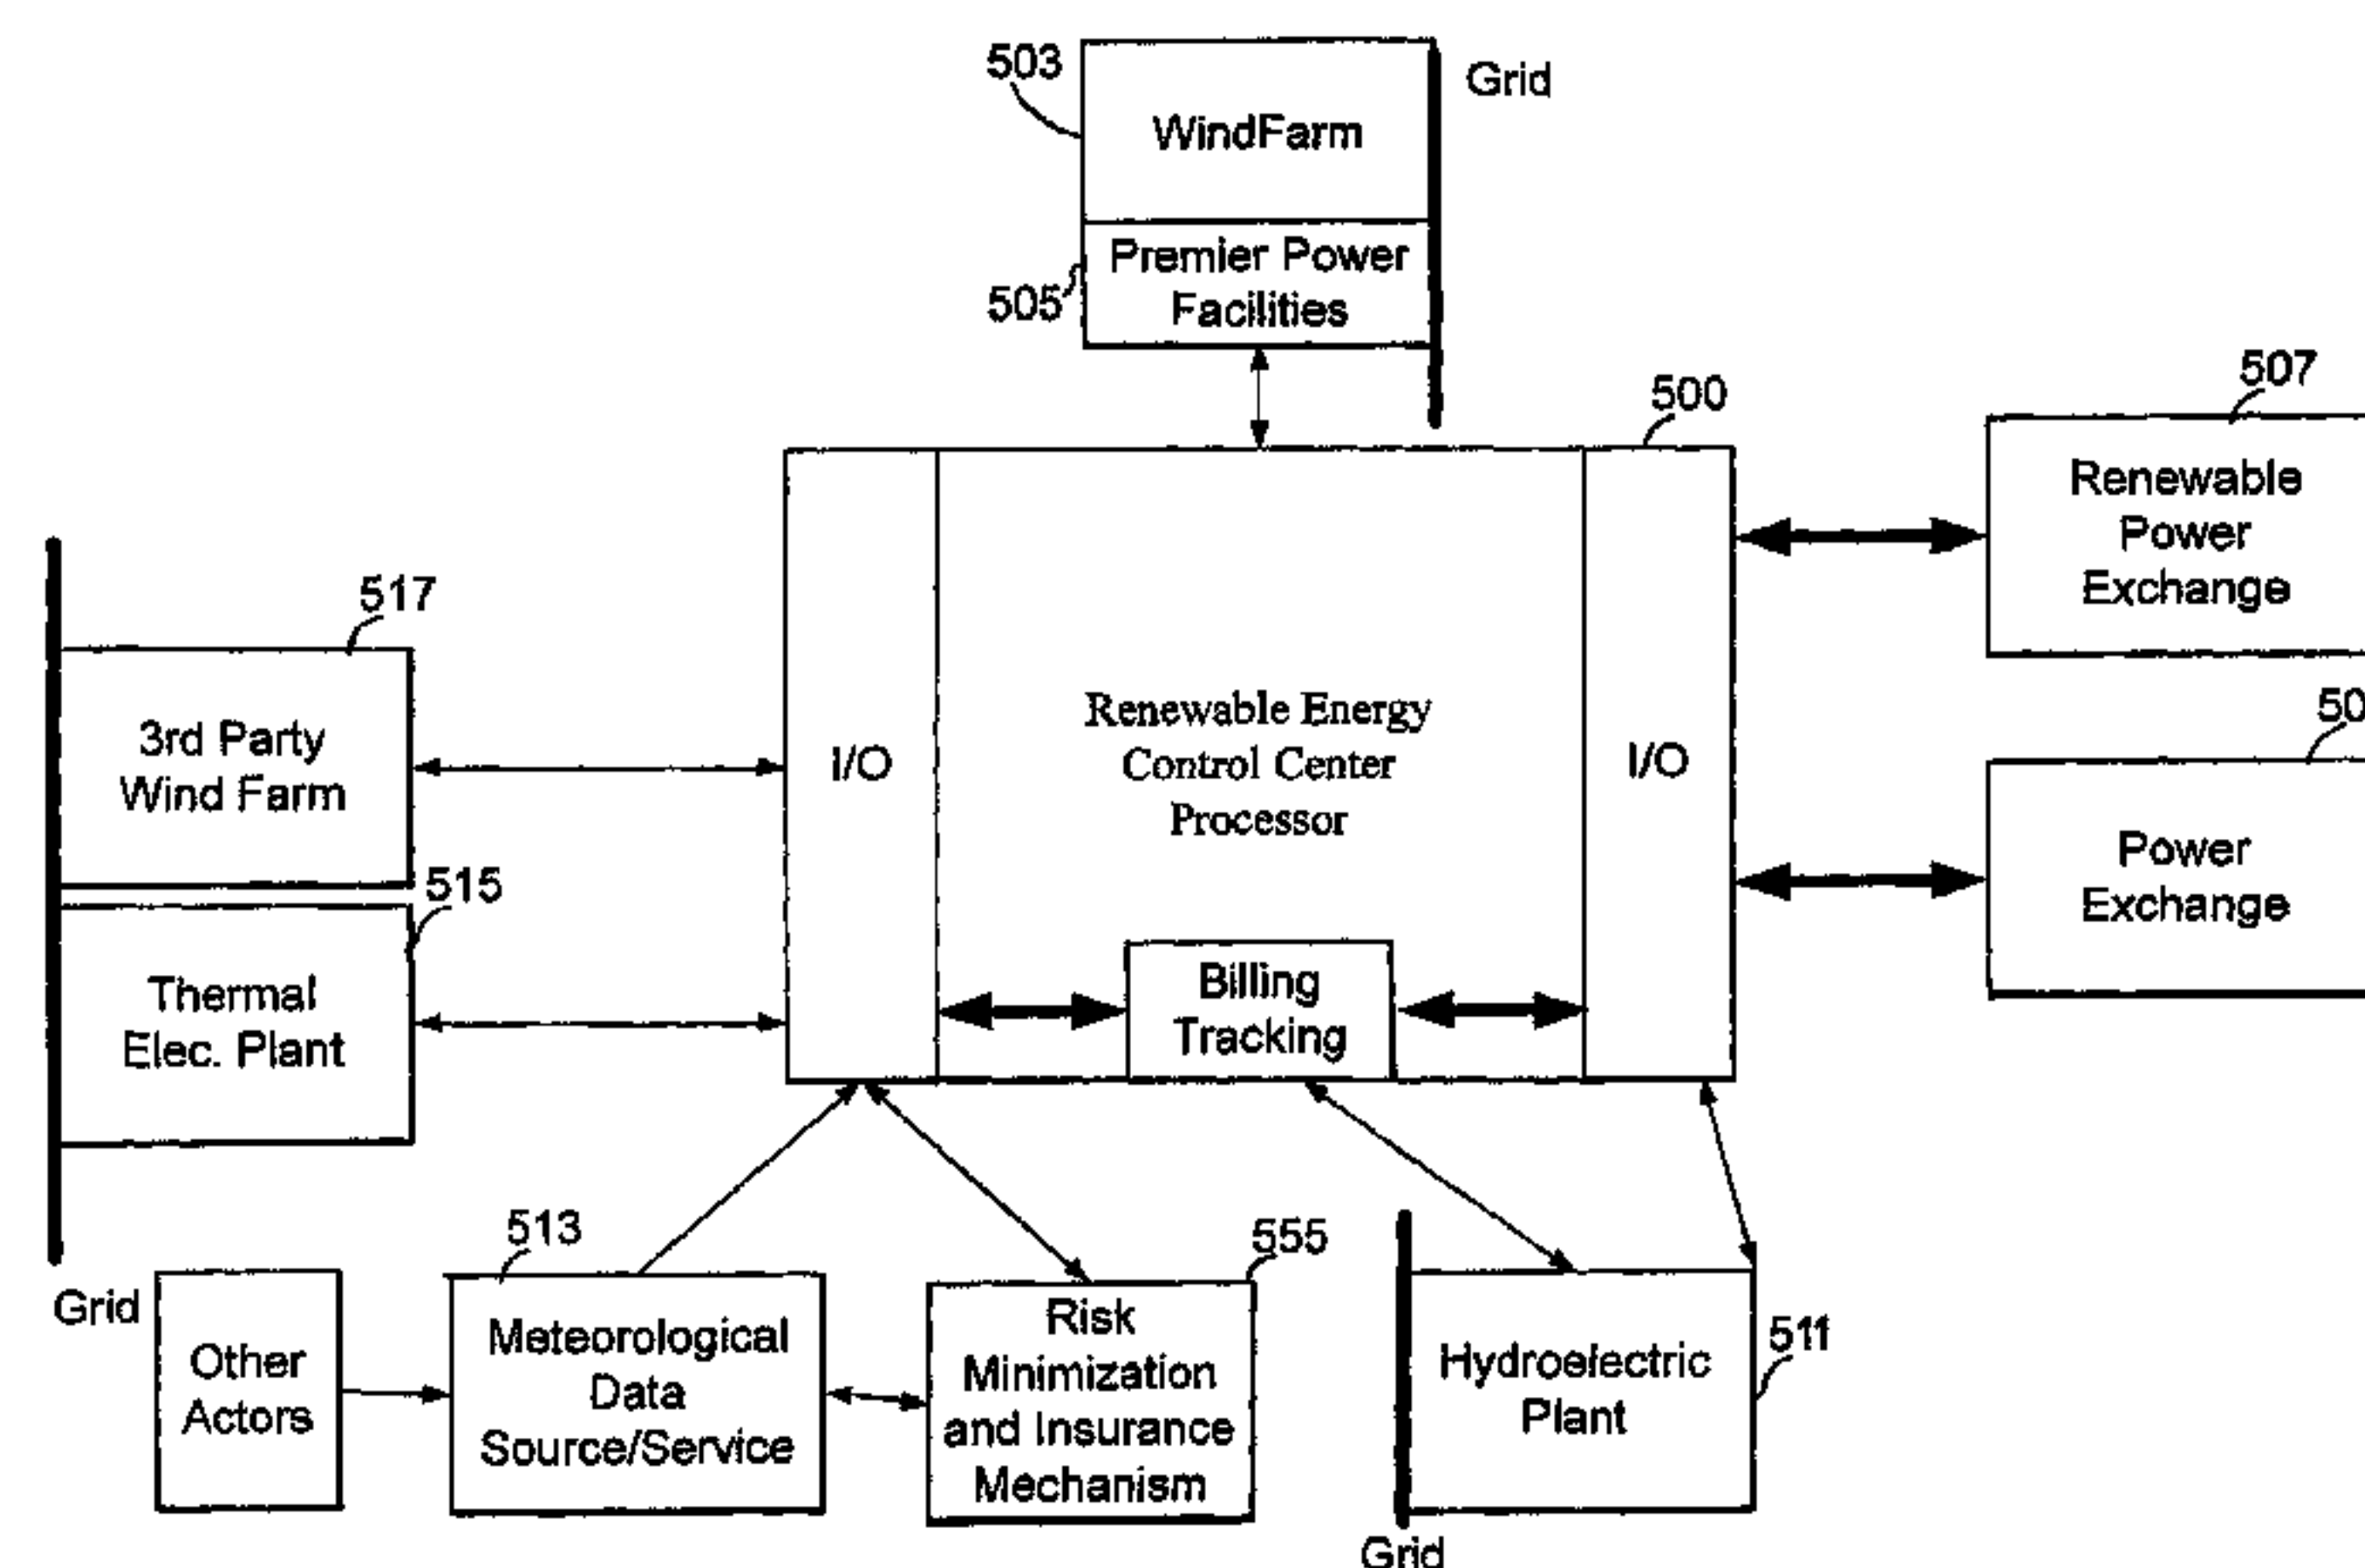 503
Grid
WindFarm
505
Premier Power
Facilities
507
500
Renewable
Power
Exchange
517
50
3rd Party
Wind Farm
I/O
Renewable Energy
Control Center
Processor
I/O
Power
Exchange
515
Thermal
Elec. Plant
Billing
Tracking
513
555
Grid
Other
Actors
Meteorological
Data
Source/Service
Risk
Minimization
and Insurance
Mechanism
Hydroelectric
Plant
511
Grid